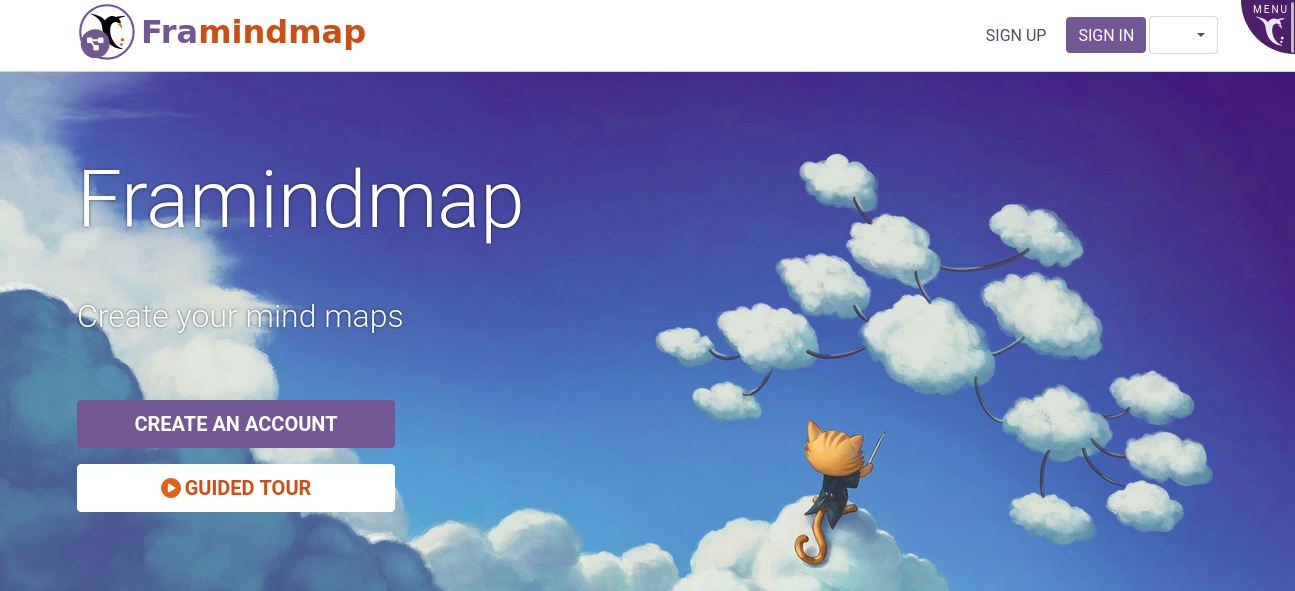 Framindmap
SIGN UP
SIGN IN
MENU
Framindmap
Create your mind maps
CREATE AN ACCOUNT
GUIDED TOUR